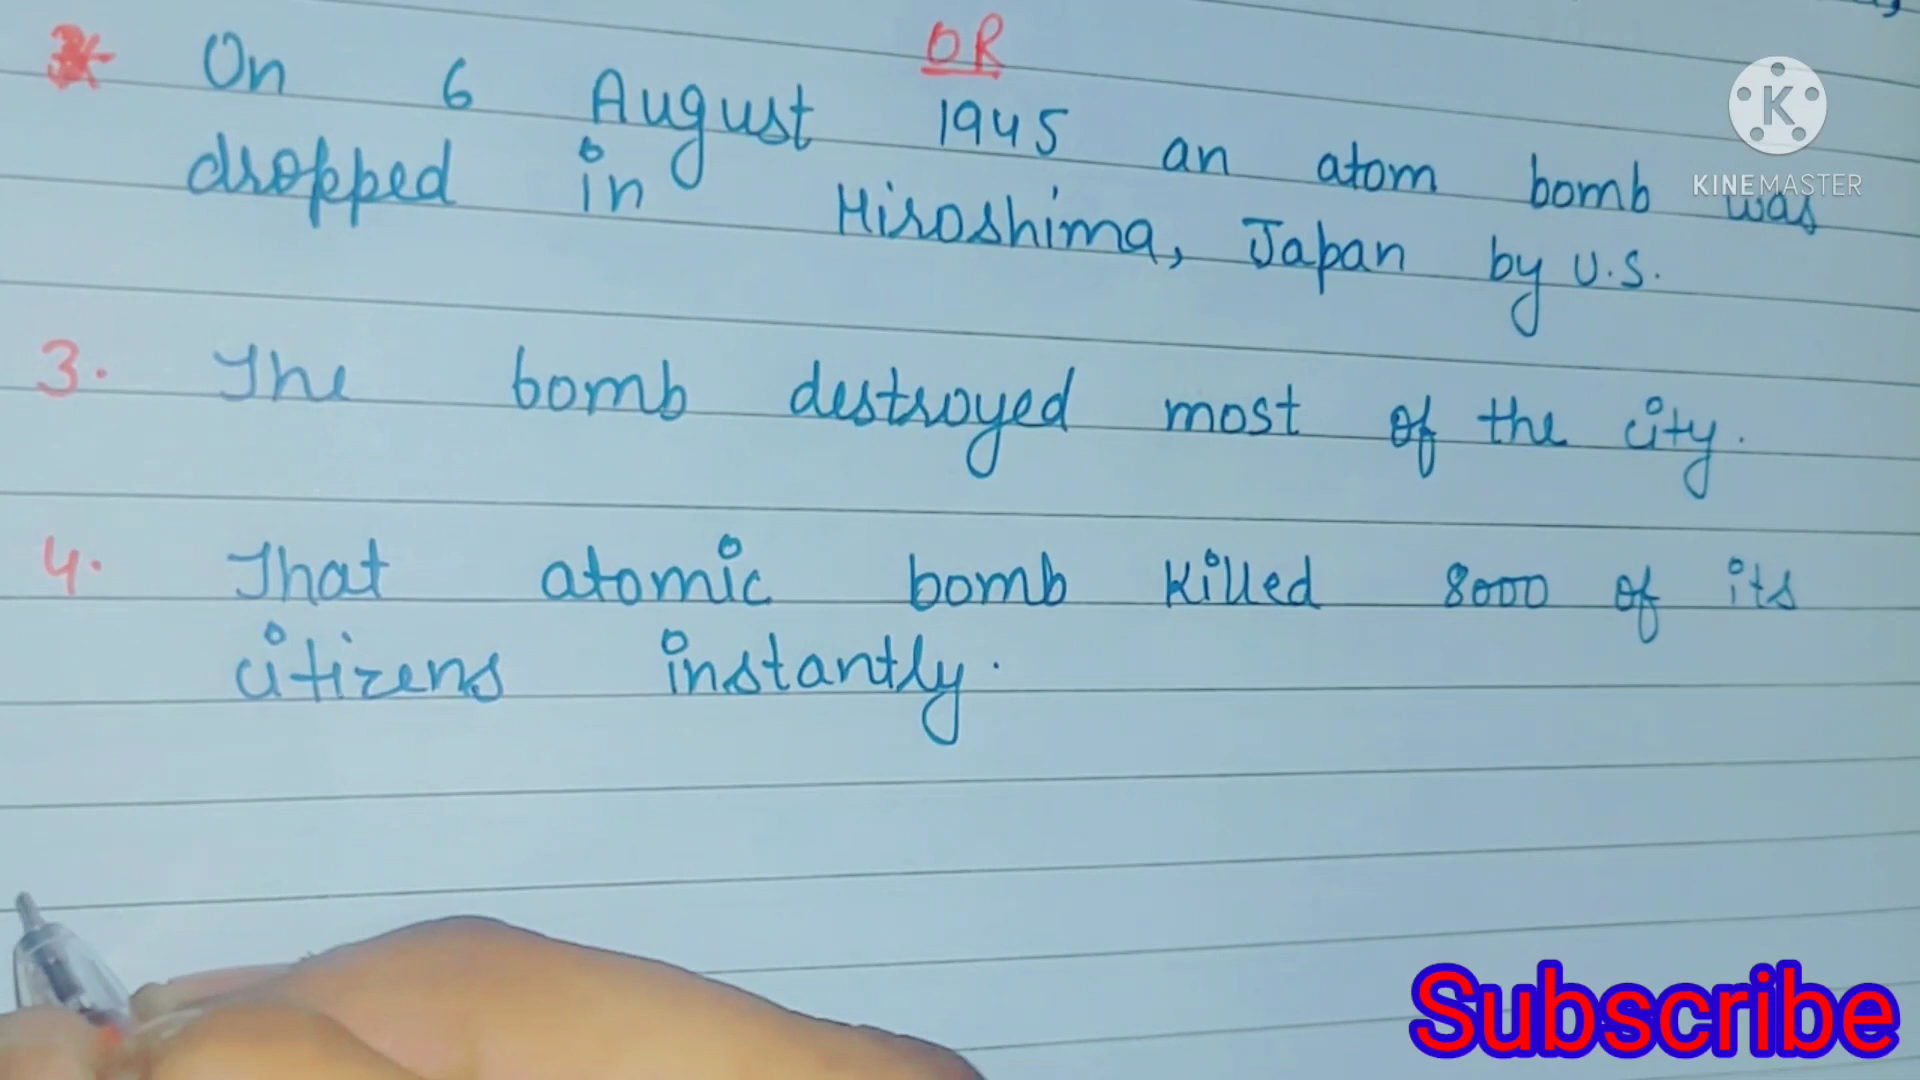 OR
* On 6 August 1945 an atom bomb was
dropped in Hiroshima, Japan by U.S.
3. The bomb destroyed most of the city.
4. That atomic bomb killed 8000 of its
citizens instantly.
K
KINEMASTER
Subscribe